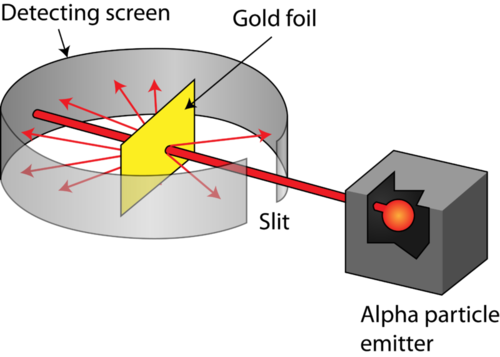 Detecting screen
Gold foil
Slit
Alpha particle
emitter